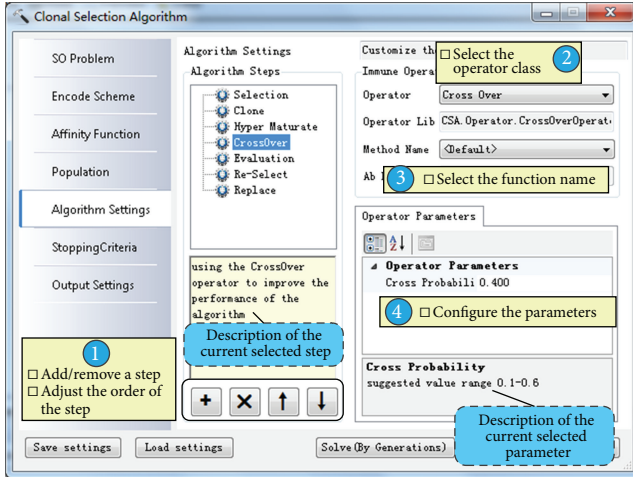 Clonal Selection Algorithm
SO Problem
Encode Scheme
Affinity Function
Population
Algorithm Settings
StoppingCriteria
Output Settings
1
□ Add/remove a step
□ Adjust the order of
the step
Algorithm Settings
Algorithm Steps
Selection
Clone
Hyper Maturate
CrossOver
Evaluation
Re-Select
Replace
using the CrossOver
operator to improve the
performance of the
algorithm
Description of the
current selected step
Customize
2
□ Select the
operator class
Immune
Operator Cross Over
Operator Lib CSA.Operator.CrossOverOperat
Method Name <Default>
Ab
3 □ Select the function name
Operator Parameters
Operator Parameters
Cross Probabili 0.400
4 □ Configure the parameters
Cross Probability
suggested value range 0.1-0.6
Description of the
current selected
parameter
Save settings
Load settings
Solve(By Generations)